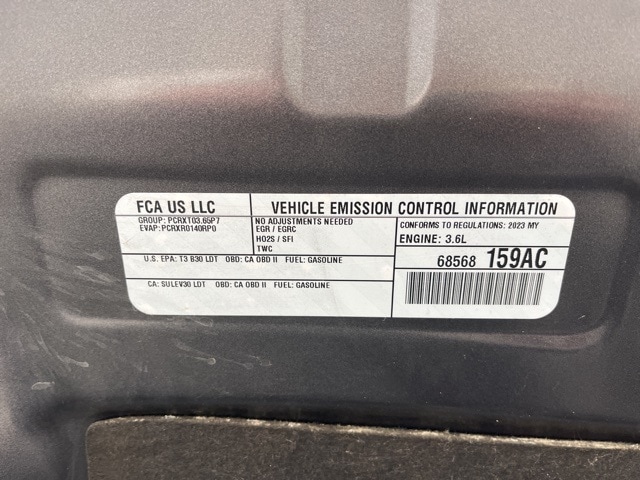 FCA US LLC
VEHICLE EMISSION CONTROL INFORMATION
GROUP: PCRXT03.65P7
EVAP: PCRXR0140RP0
NO ADJUSTMENTS NEEDED
EGR / EGRC
HO2S / SFI
TWC
CONFORMS TO REGULATIONS: 2023 MY
ENGINE: 3.6L
U.S. EPA: T3 B30 LDT OBD: CA OBD II FUEL: GASOLINE
68568 159AC
CA: SULEV30 LDT OBD: CA OBD II FUEL: GASOLINE